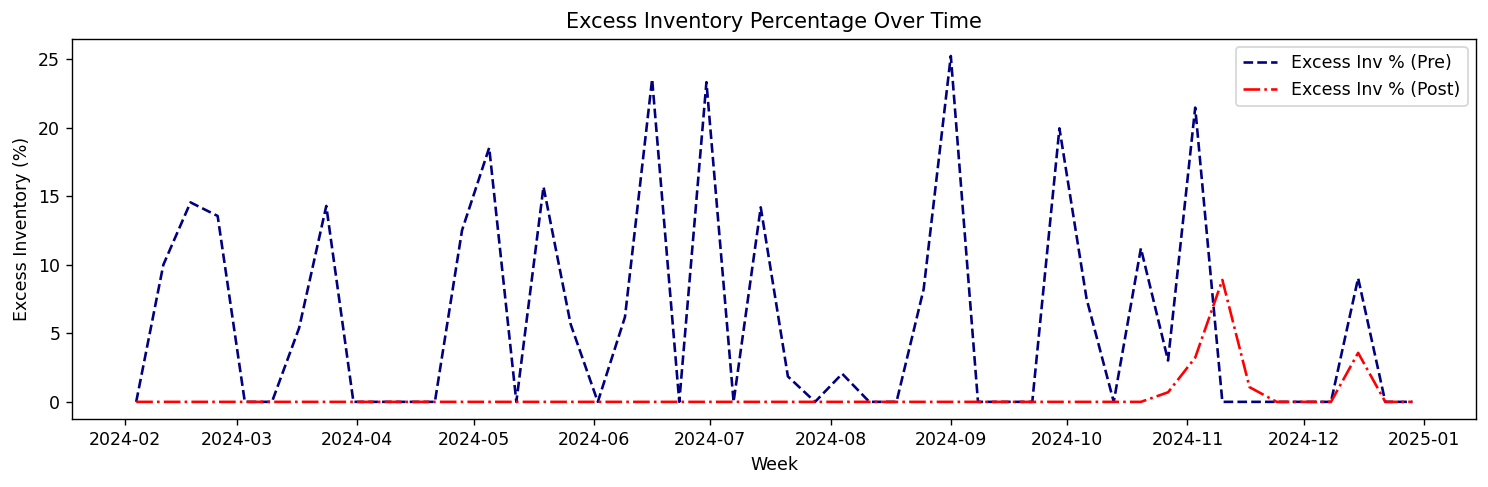 Excess Inventory Percentage Over Time
Excess Inventory (%)
25
20
15
10
5
0
Excess Inv % (Pre)
Excess Inv % (Post)
2024-02 2024-03 2024-04 2024-05 2024-06 2024-07 2024-08 2024-09 2024-10 2024-11 2024-12 2025-01
Week